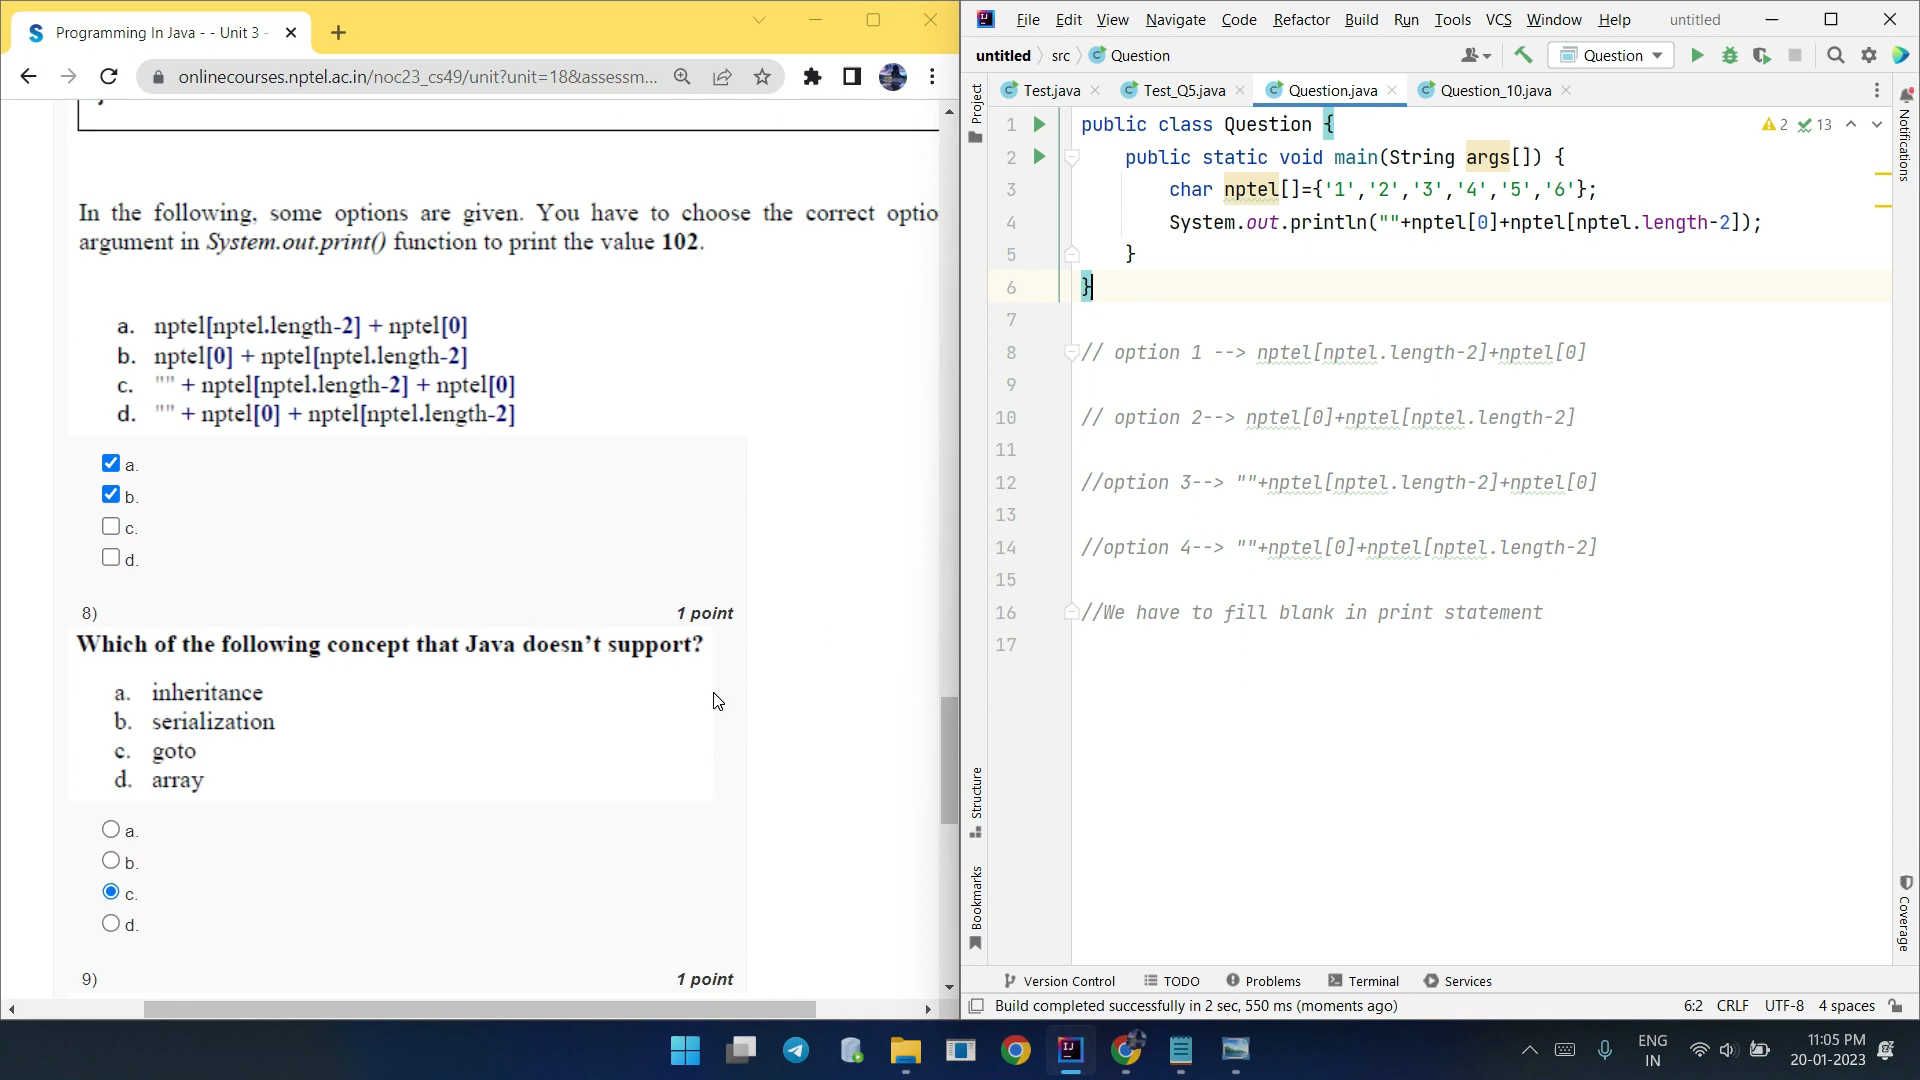 Programming In Java - - Unit 3 -
onlinecourses.nptel.ac.in/noc23_cs49/unit?unit=18&assessm...
In the following, some options are given. You have to choose the correct optio
argument in System.out.print() function to print the value 102.
a. nptel[nptel.length-2] + nptel[0]
b. nptel[0] + nptel[nptel.length-2]
c. "" + nptel[nptel.length-2] + nptel[0]
d. "" + nptel[0] + nptel[nptel.length-2]
a.
b.
c.
d.
8) 1 point
Which of the following concept that Java doesn’t support?
a. inheritance
b. serialization
c. goto
d. array
a.
b.
c.
d.
9) 1 point
File Edit View Navigate Code Refactor Build Run Tools VCS Window Help untitled
untitled src Question
Question
Test.java Test_Q5.java Question.java Question_10.java
Project
Structure
Bookmarks
1 public class Question {
2 public static void main(String args[]) {
3 char nptel[]={'1','2','3','4','5','6'};
4 System.out.println(""+nptel[0]+nptel[nptel.length-2]);
5 }
6 }
7
8 // option 1 --> nptel[nptel.length-2]+nptel[0]
9
10 // option 2--> nptel[0]+nptel[nptel.length-2]
11
12 //option 3--> ""+nptel[nptel.length-2]+nptel[0]
13
14 //option 4--> ""+nptel[0]+nptel[nptel.length-2]
15
16 //We have to fill blank in print statement
17
2 13
Notifications
Coverage
Version Control TODO Problems Terminal Services
Build completed successfully in 2 sec, 550 ms (moments ago) 6:2 CRLF UTF-8 4 spaces
ENG
IN
11:05 PM
20-01-2023